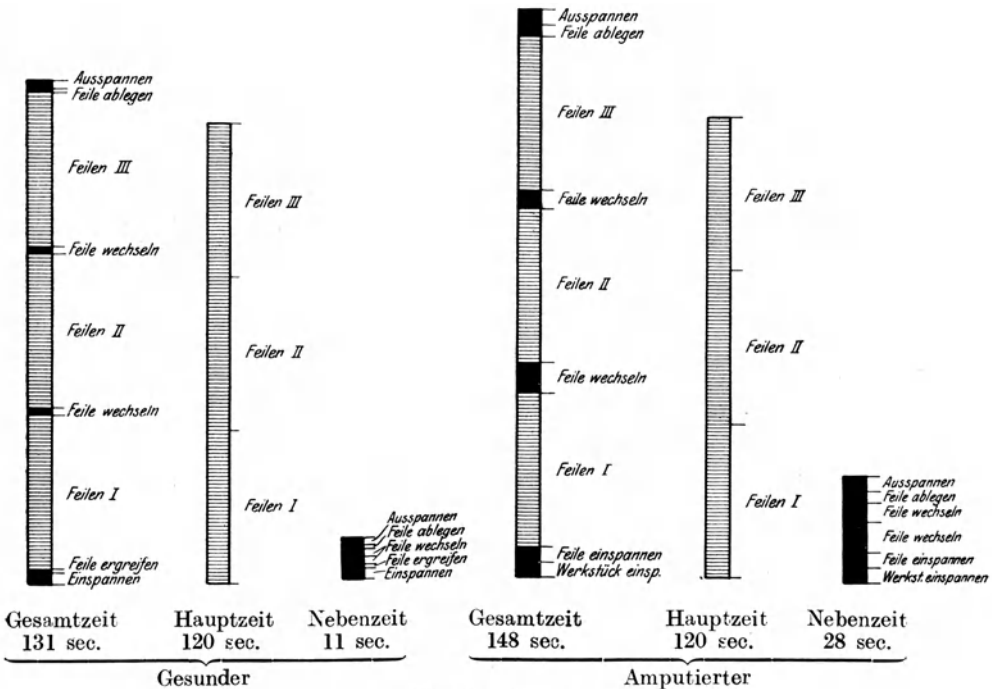 Ausspannen
Feile ablegen
Feilen III
Feile wechseln
Feilen II
Feile wechseln
Feilen I
Feile ergreifen
Einspannen
Feilen III
Feilen II
Feilen I
Ausspannen
Feile ablegen
Feile wechseln
Feile ergreifen
Einspannen
Ausspannen
Feile ablegen
Feilen III
Feile wechseln
Feilen II
Feile wechseln
Feilen I
Feile einspannen
Werkstück einsp.
Feilen III
Feilen II
Feilen I
Ausspannen
Feile ablegen
Feile wechseln
Feile wechseln
Feile einspannen
Werkst. einspannen
Gesamtzeit Hauptzeit Nebenzeit Gesamtzeit Hauptzeit Nebenzeit
131 sec. 120 sec. 11 sec. 148 sec. 120 sec. 28 sec.
Gesunder Amputierter